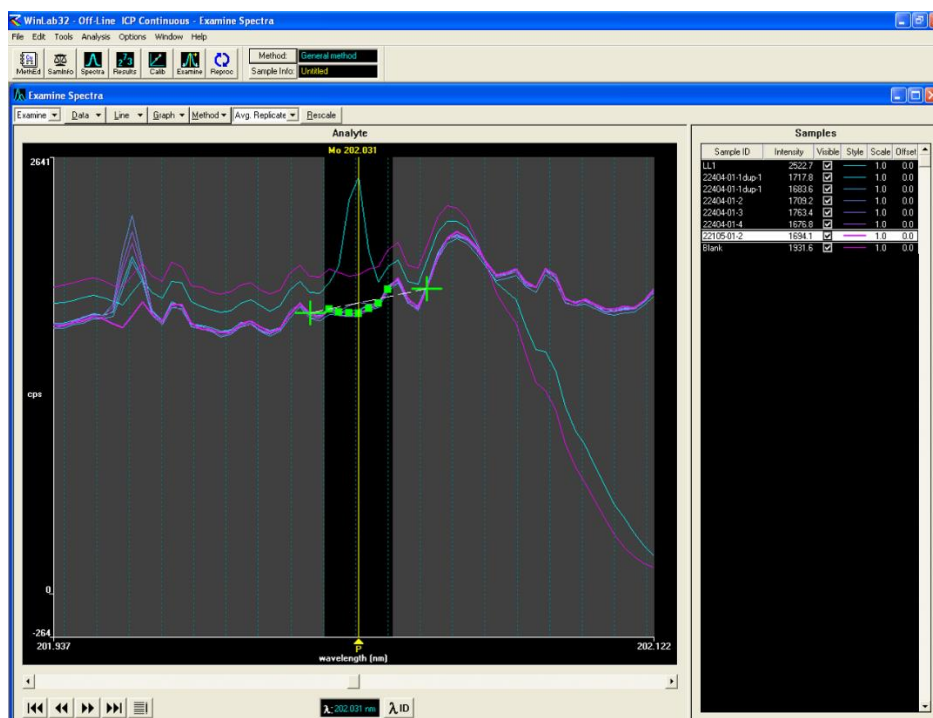 WinLab32 - Off-Line ICP Continuous - Examine Spectra
File Edit Tools Analysis Options Window Help
MethEd SamInfo Spectra Results Calib Examine Reproc
Method: General method
Sample Info: Untitled
Examine Spectra
Examine Data Line Graph Method Avg. Replicate Rescale
Analyte
Mo 202.031
2641
cps
0
-264
201.937
202.122
P
wavelength (nm)
λ: 202.031 nm
λ ID
Samples
Sample ID Intensity Visible Style Scale Offset
LL1 2522.7 1.0 0.0
22404-01-1dup-1 1717.8 1.0 0.0
22404-01-1dup-1 1683.6 1.0 0.0
22404-01-2 1709.2 1.0 0.0
22404-01-3 1763.4 1.0 0.0
22404-01-4 1676.8 1.0 0.0
22105-01-2 1694.1 1.0 0.0
Blank 1931.6 1.0 0.0